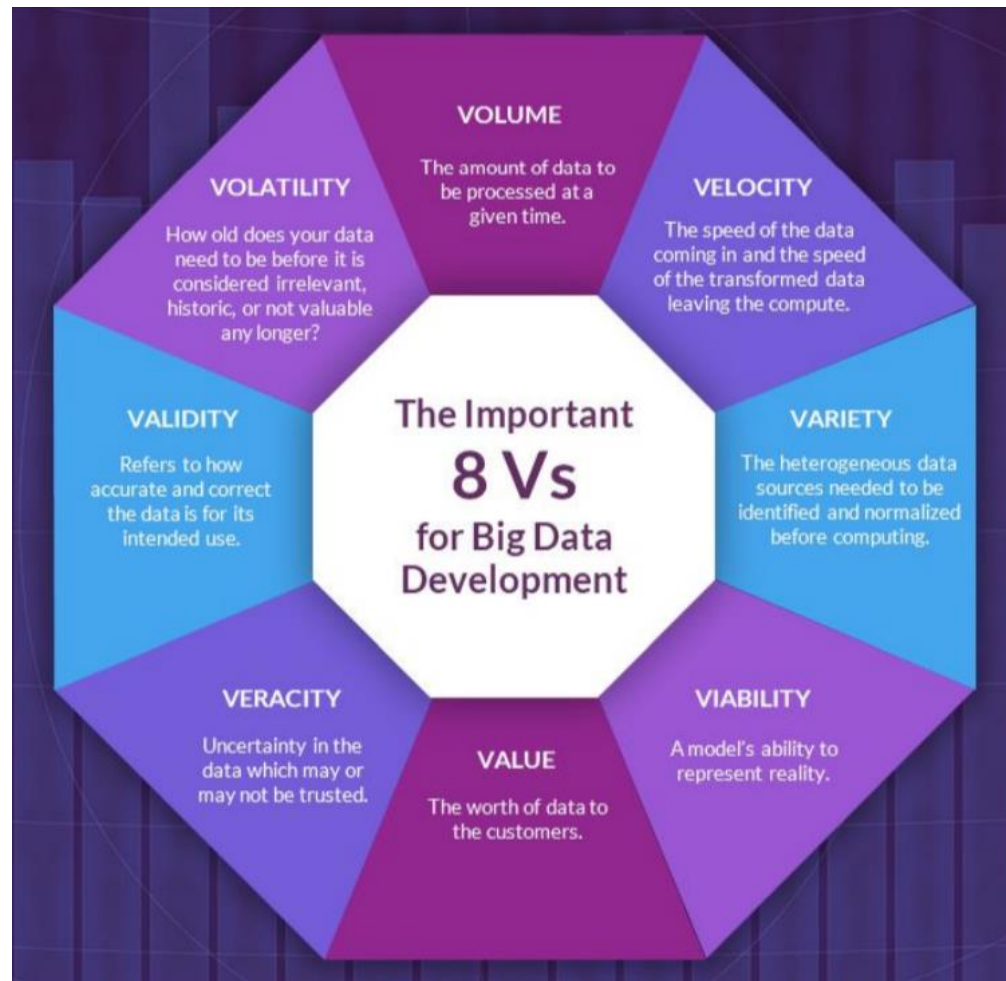 VOLUME
The amount of data to
be processed at a
given time.
VELOCITY
The speed of the data
coming in and the speed
of the transformed data
leaving the compute.
VARIETY
The heterogeneous data
sources needed to be
identified and normalized
before computing.
VIABILITY
A model's ability to
represent reality.
VALUE
The worth of data to
the customers.
VERACITY
Uncertainty in the
data which may or
may not be trusted.
VALIDITY
Refers to how
accurate and correct
the data is for its
intended use.
VOLATILITY
How old does your data
need to be before it is
considered irrelevant,
historic, or not valuable
any longer?
The Important
8 Vs
for Big Data
Development